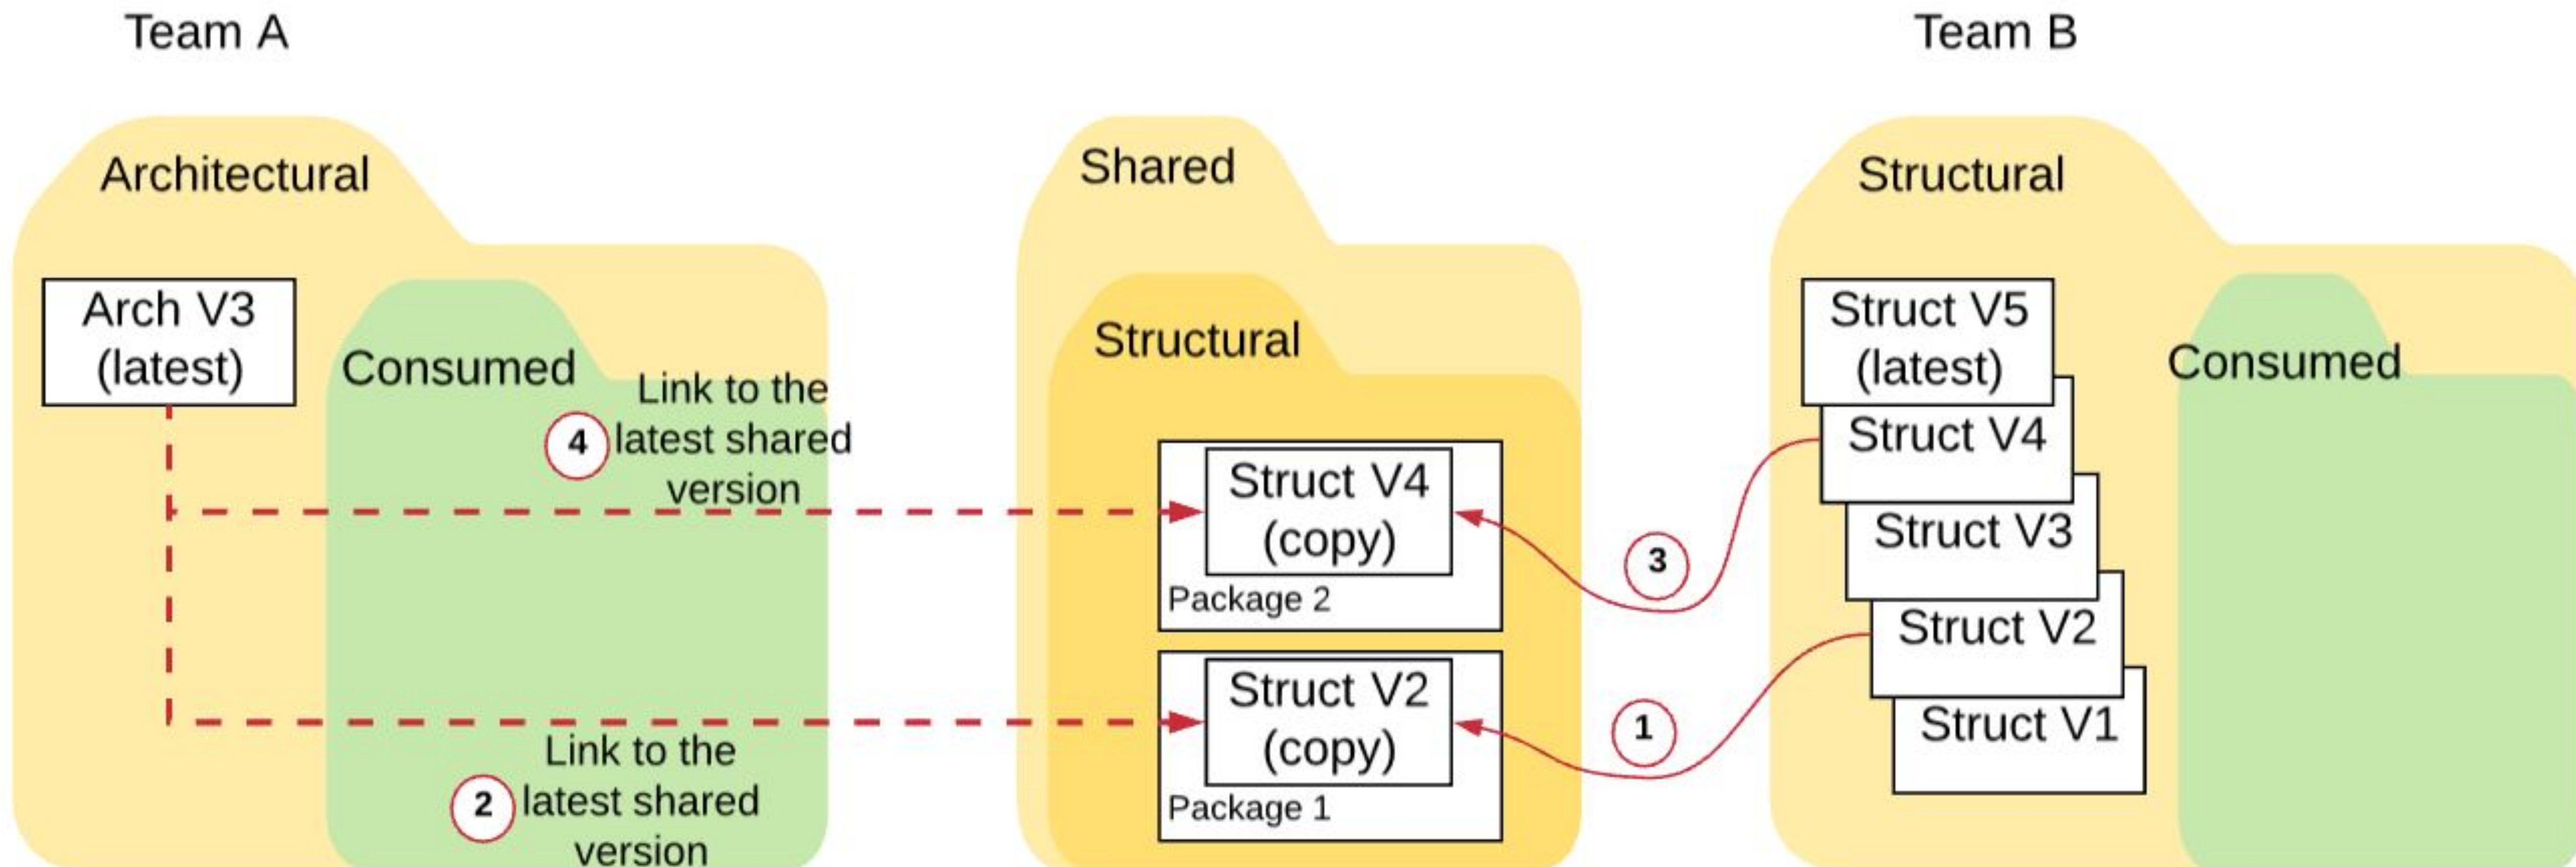 Team A
Team B
Architectural
Shared
Structural
Arch V3
(latest)
Consumed
Link to the
4
latest shared
version
2
Link to the
latest shared
version
Structural
Struct V4
(copy)
Package 2
Struct V2
(copy)
Package 1
3
1
Struct V5
(latest)
Struct V4
Struct V3
Struct V2
Struct V1
Consumed